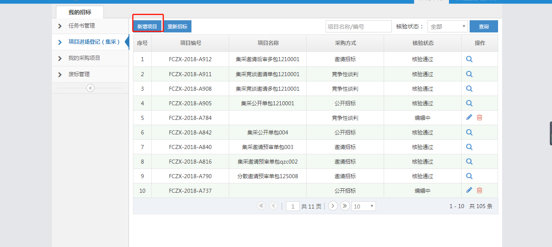 我的招标
任务书管理
项目进场登记（集采）
我的采购项目
废标管理
新增项目 重新招标 项目名称/编号 核验状态： 全部 查询
序号 项目编号 项目名称 采购方式 核验状态 操作
1 FCZX-2018-A912 集采邀请后审多包1210001 邀请招标 核验通过
2 FCZX-2018-A911 集采竞谈邀请单包1210001 竞争性谈判 核验通过
3 FCZX-2018-A908 集采竞谈邀请多包1210001 竞争性谈判 核验通过
4 FCZX-2018-A905 集采公开单包1210001 公开招标 核验通过
5 FCZX-2018-A784 竞争性谈判 编辑中
6 FCZX-2018-A842 集采公开单包004 公开招标 核验通过
7 FCZX-2018-A840 集采邀请预审单包003 邀请招标 核验通过
8 FCZX-2018-A816 集采邀请预审单包qzc002 邀请招标 核验通过
9 FCZX-2018-A790 分散邀请预审单包125008 邀请招标 核验通过
10 FCZX-2018-A737 公开招标 编辑中
1 共 11 页 10 1 - 10 共 105 条